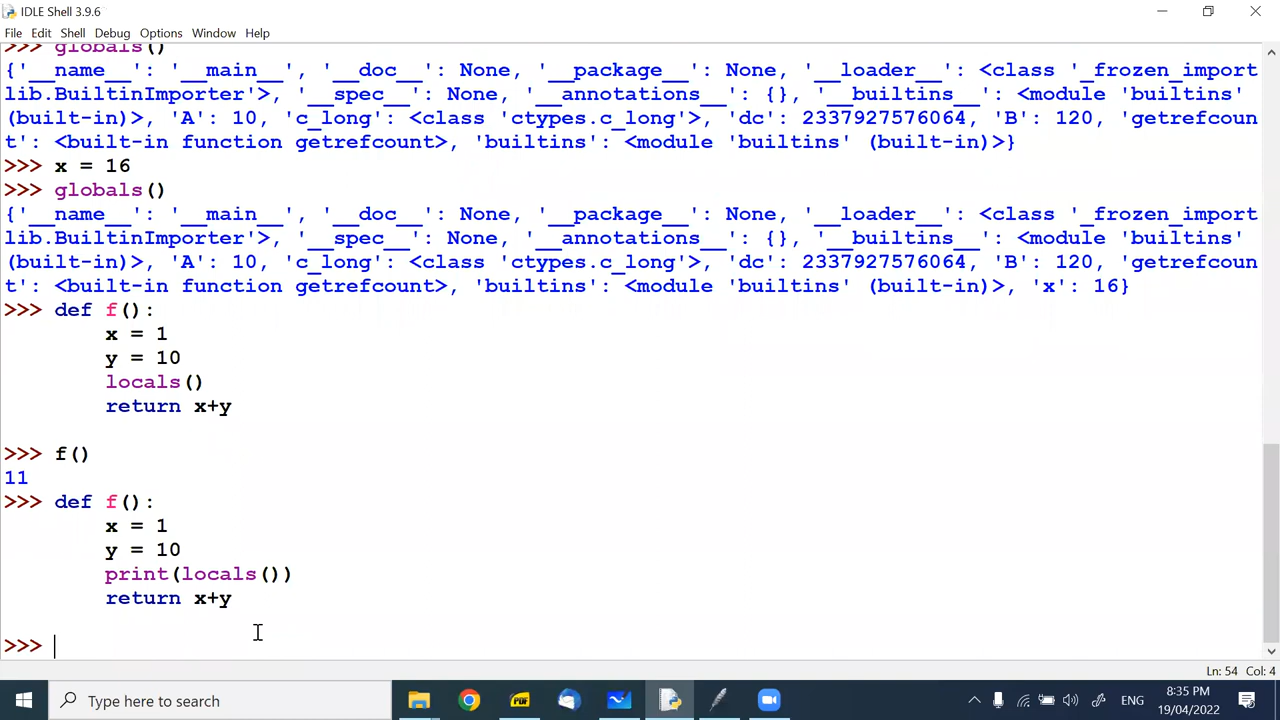 IDLE Shell 3.9.6
File Edit Shell Debug Options Window Help
>>> globals()
{'__name__': '__main__', '__doc__': None, '__package__': None, '__loader__': <class '_frozen_import
lib.BuiltinImporter'>, '__spec__': None, '__annotations__': {}, '__builtins__': <module 'builtins'
(built-in)>, 'A': 10, 'c_long': <class 'ctypes.c_long'>, 'dc': 2337927576064, 'B': 120, 'getrefcoun
t': <built-in function getrefcount>, 'builtins': <module 'builtins' (built-in)>}
>>> x = 16
>>> globals()
{'__name__': '__main__', '__doc__': None, '__package__': None, '__loader__': <class '_frozen_import
lib.BuiltinImporter'>, '__spec__': None, '__annotations__': {}, '__builtins__': <module 'builtins'
(built-in)>, 'A': 10, 'c_long': <class 'ctypes.c_long'>, 'dc': 2337927576064, 'B': 120, 'getrefcoun
t': <built-in function getrefcount>, 'builtins': <module 'builtins' (built-in)>, 'x': 16}
>>> def f():
x = 1
y = 10
locals()
return x+y
>>> f()
11
>>> def f():
x = 1
y = 10
print(locals())
return x+y
>>>
Ln: 54 Col: 4
Type here to search
PDF
ENG
8:35 PM
19/04/2022